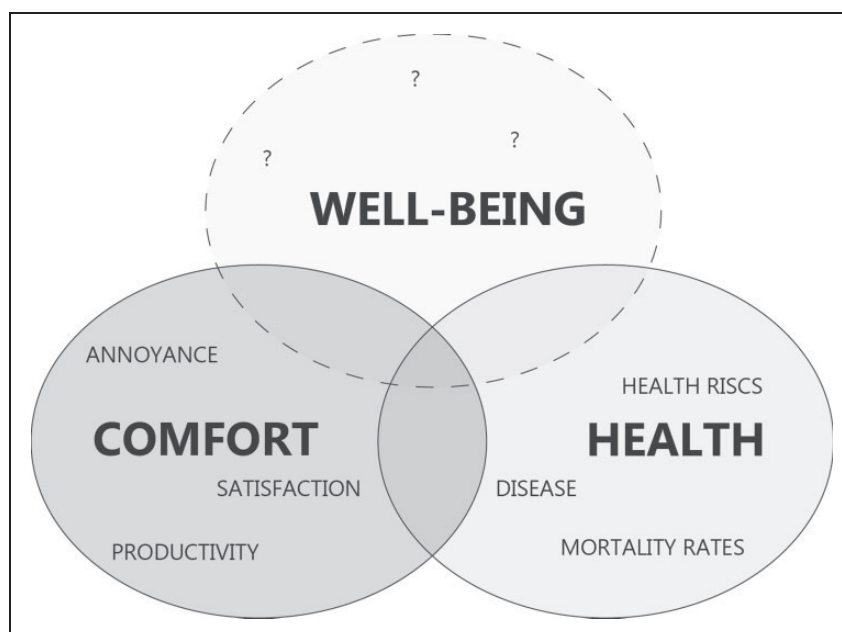 ?
?
?
WELL-BEING
ANNOYANCE
HEALTH RISCS
COMFORT
HEALTH
SATISFACTION
DISEASE
PRODUCTIVITY
MORTALITY RATES